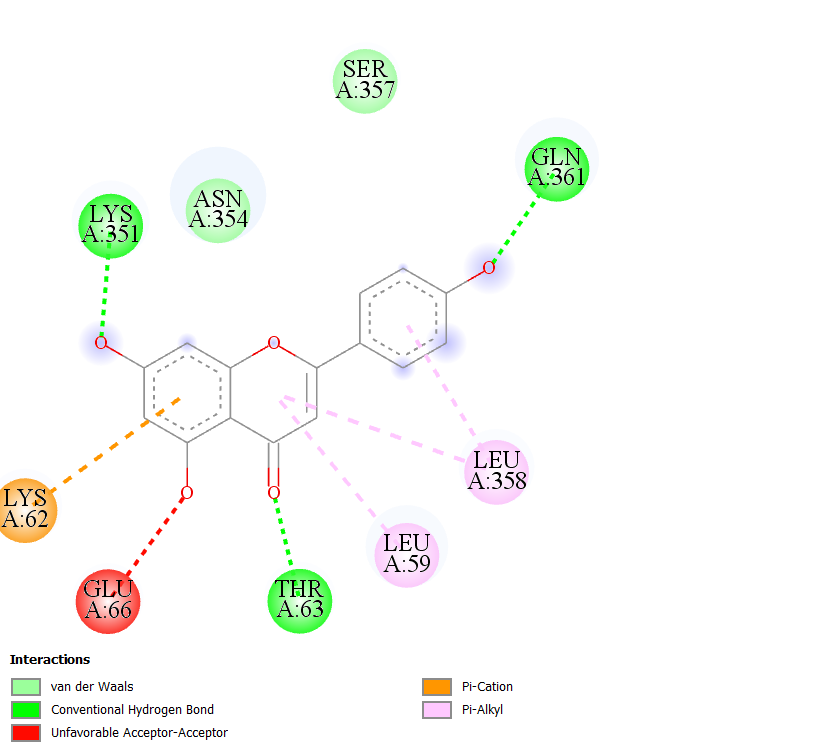 SER
A:357
GLN
A:361
ASN
A:354
LYS
A:351
O
O
O
LEU
A:358
O
O
LYS
A:62
LEU
A:59
GLU
A:66
THR
A:63
Interactions
van der Waals
Conventional Hydrogen Bond
Unfavorable Acceptor-Acceptor
Pi-Cation
Pi-Alkyl